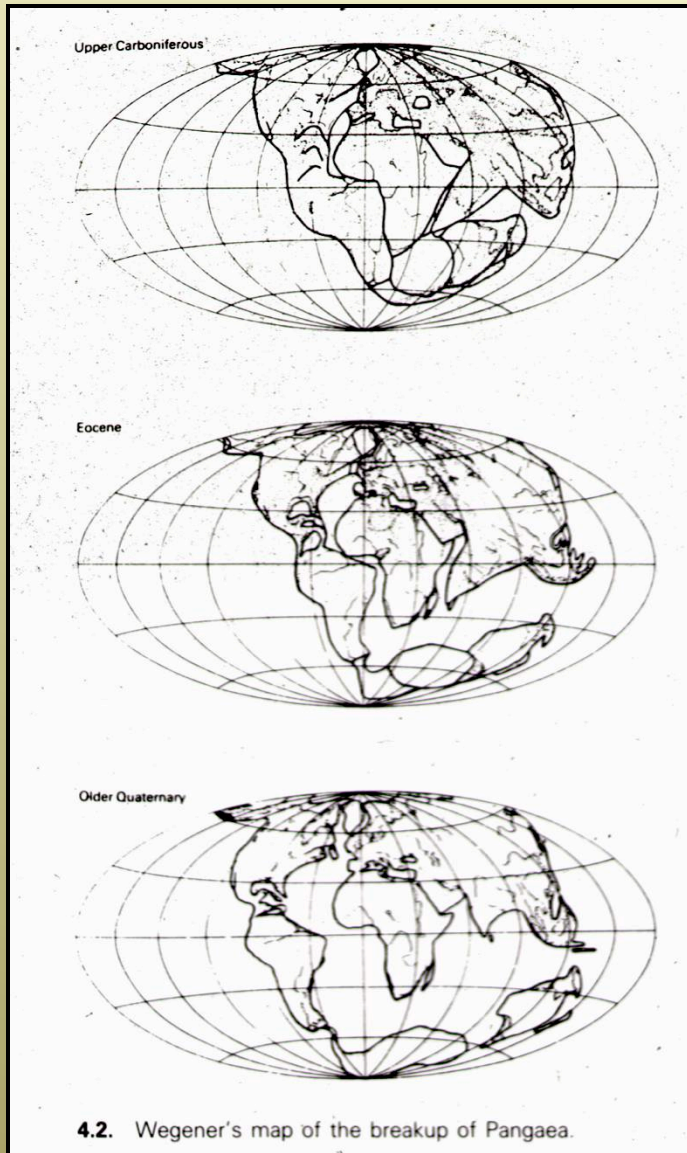 Upper Carboniferous
Eocene
Older Quaternary
4.2. Wegener's map of the breakup of Pangaea.